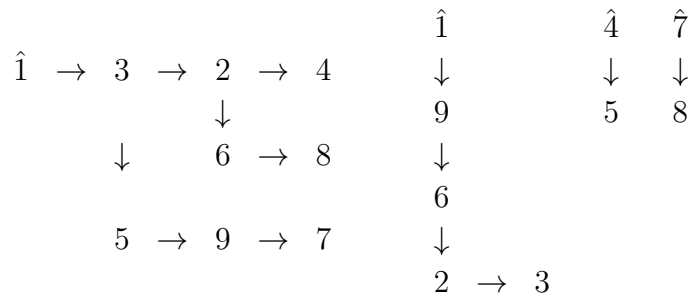 1̂ 4̂ 7̂
1̂ → 3 → 2 → 4 ↓ ↓ ↓
↓ 9 5 8
↓ 6 → 8 ↓
6
5 → 9 → 7 ↓
2 → 3